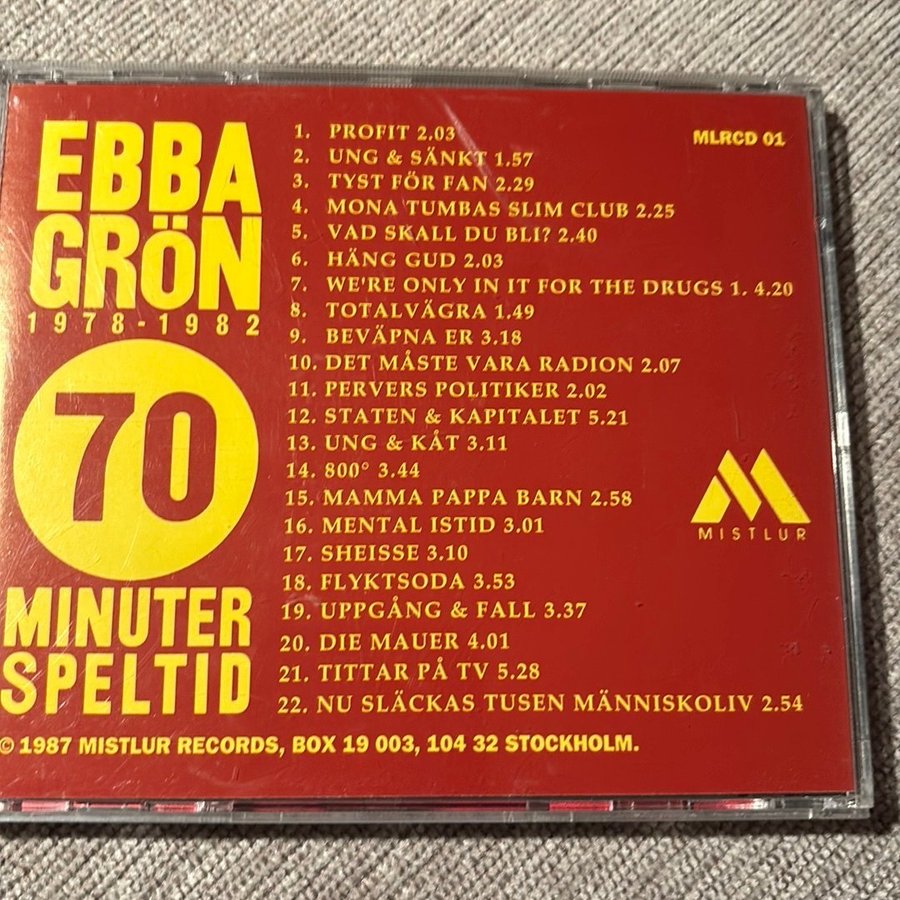 EBBA
GRÖN
1978-1982
70
MINUTER
SPELTID
1. PROFIT 2.03
2. UNG & SÄNKT 1.57
3. TYST FÖR FAN 2.29
4. MONA TUMBAS SLIM CLUB 2.25
5. VAD SKALL DU BLI? 2.40
6. HÄNG GUD 2.03
7. WE'RE ONLY IN IT FOR THE DRUGS 1. 4.20
8. TOTALVÄGRA 1.49
9. BEVÄPNA ER 3.18
10. DET MÅSTE VARA RADION 2.07
11. PERVERS POLITIKER 2.02
12. STATEN & KAPITALET 5.21
13. UNG & KÅT 3.11
14. 800° 3.44
15. MAMMA PAPPA BARN 2.58
16. MENTAL ISTID 3.01
17. SHEISSE 3.10
18. FLYKTSODA 3.53
19. UPPGÅNG & FALL 3.37
20. DIE MAUER 4.01
21. TITTAR PÅ TV 5.28
22. NU SLÄCKAS TUSEN MÄNNISKOLIV 2.54
MLRCD 01
MISTLUR
© 1987 MISTLUR RECORDS, BOX 19 003, 104 32 STOCKHOLM.